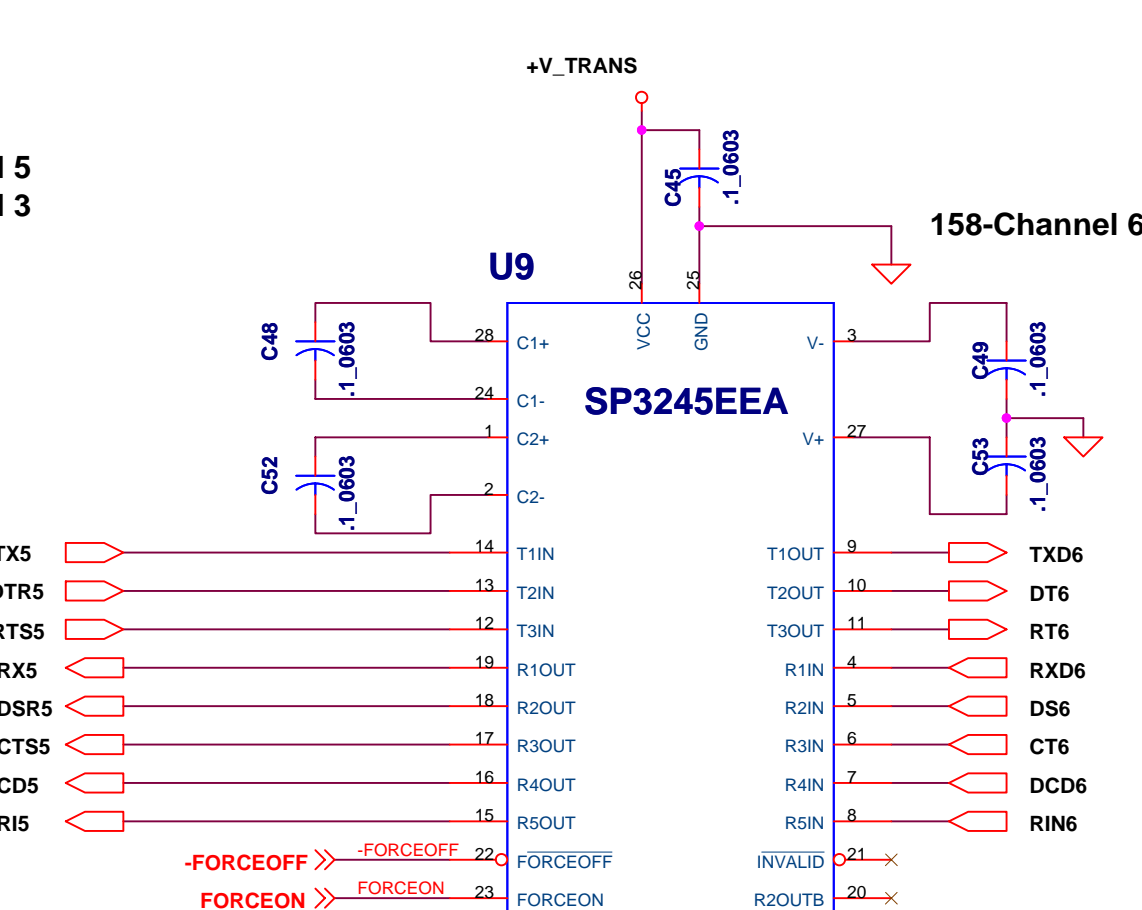 +V_TRANS
l 5
l 3
C45
.1_0603
158-Channel 6
U9
26
25
VCC
GND
C48
.1_0603
28
C1+
V-
3
C49
.1_0603
SP3245EEA
24
C1-
1
C2+
V+
27
C52
.1_0603
C53
.1_0603
2
C2-
TX5
14
T1IN
T1OUT
9
TXD6
DTR5
13
T2IN
T2OUT
10
DT6
RTS5
12
T3IN
T3OUT
11
RT6
RX5
19
R1OUT
R1IN
4
RXD6
DSR5
18
R2OUT
R2IN
5
DS6
CTS5
17
R3OUT
R3IN
6
CT6
CD5
16
R4OUT
R4IN
7
DCD6
RI5
15
R5OUT
R5IN
8
RIN6
-FORCEOFF
-FORCEOFF
22
FORCEOFF
INVALID
21
FORCEON
FORCEON
23
FORCEON
R2OUTB
20